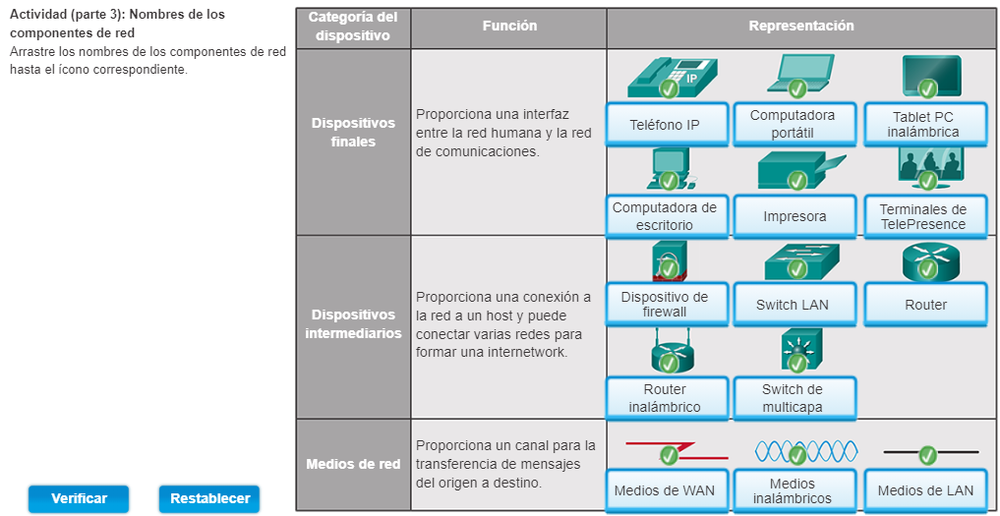 Actividad (parte 3): Nombres de los
componentes de red
Arrastre los nombres de los componentes de red
hasta el ícono correspondiente.
Categoría del
dispositivo
Función
Representación
Dispositivos
finales
Proporciona una interfaz
entre la red humana y la red
de comunicaciones.
IP
Teléfono IP
Computadora
portátil
Tablet PC
inalámbrica
Computadora de
escritorio
Impresora
Terminales de
TelePresence
Dispositivos
intermediarios
Proporciona una conexión a
la red a un host y puede
conectar varias redes para
formar una internetwork.
Dispositivo de
firewall
Switch LAN
Router
Router
inalámbrico
Switch de
multicapa
Medios de red
Proporciona un canal para la
transferencia de mensajes
del origen a destino.
Medios de WAN
Medios
inalámbricos
Medios de LAN
Verificar
Restablecer